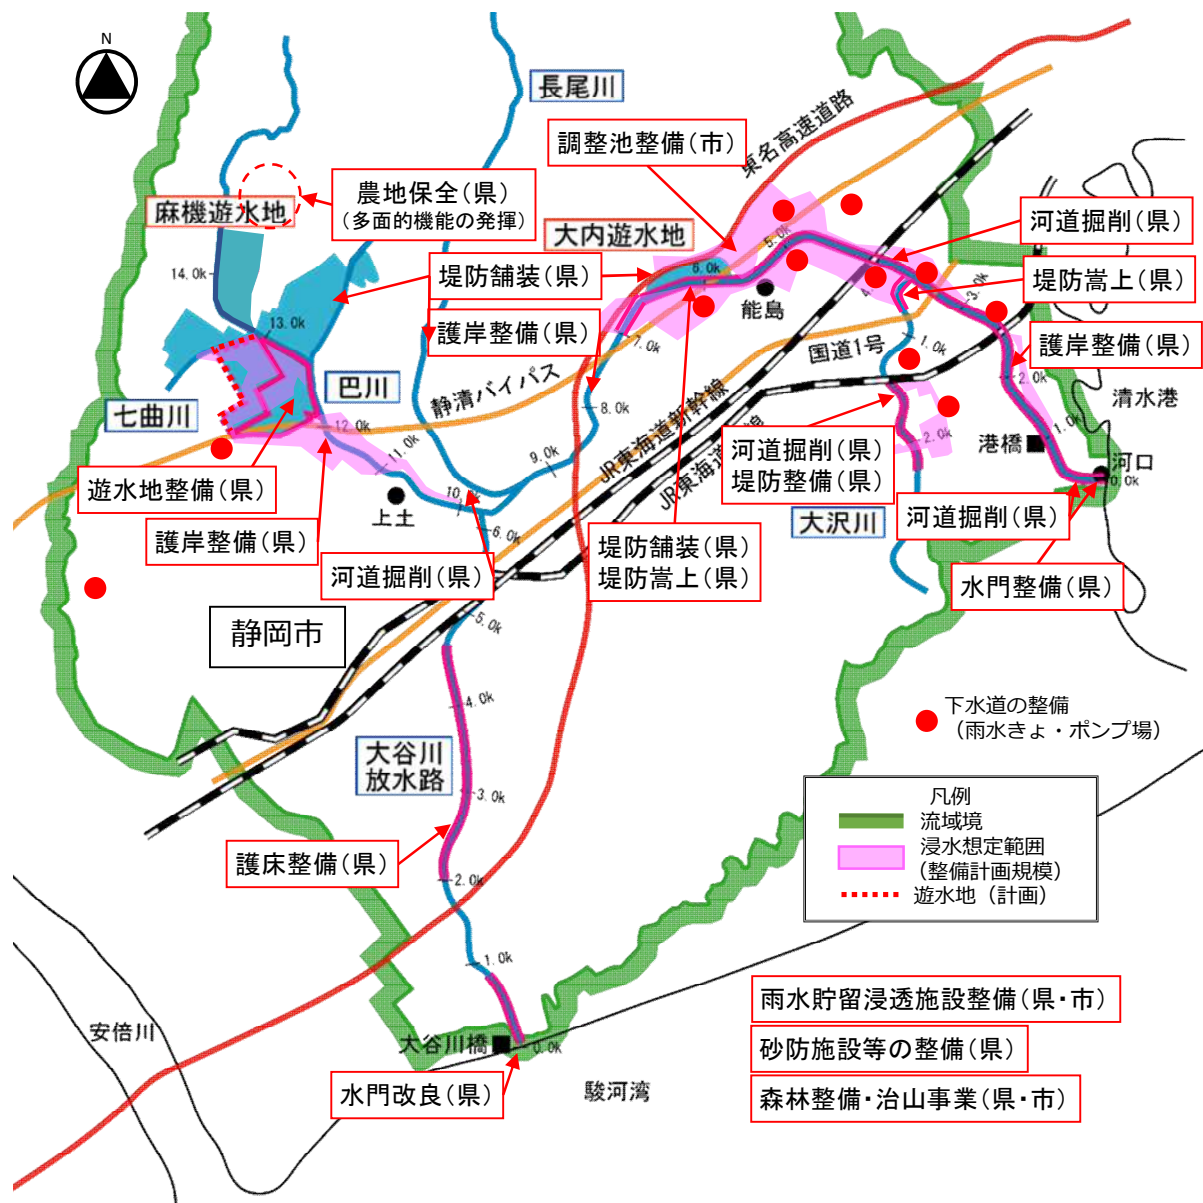 N
長尾川
調整池整備(市)
東名高速道路
農地保全(県)
(多面的機能の発揮)
麻機遊水地
大内遊水地
河道掘削(県)
堤防舗装(県)
堤防嵩上(県)
14.0k
13.0k
5.0k
6.0k
3.0k
能島
護岸整備(県)
7.0k
1.0k
国道1号
護岸整備(県)
巴川
静清バイパス
2.0k
清水港
七曲川
8.0k
JR東海道新幹線
12.0k
11.0k
9.0k
河道掘削(県)
堤防整備(県)
2.0k
港橋
1.0k
河口
0.0k
遊水地整備(県)
上土
10.
6.0k
大沢川
河道掘削(県)
護岸整備(県)
河道掘削(県)
堤防舗装(県)
堤防嵩上(県)
水門整備(県)
静岡市
5.0k
4.0k
下水道の整備
(雨水きょ・ポンプ場)
大谷川
放水路
3.0k
凡例
流域境
浸水想定範囲
(整備計画規模)
遊水地(計画)
護床整備(県)
2.0k
1.0k
雨水貯留浸透施設整備(県・市)
安倍川
大谷川橋
0.0k
砂防施設等の整備(県)
水門改良(県)
駿河湾
森林整備・治山事業(県・市)